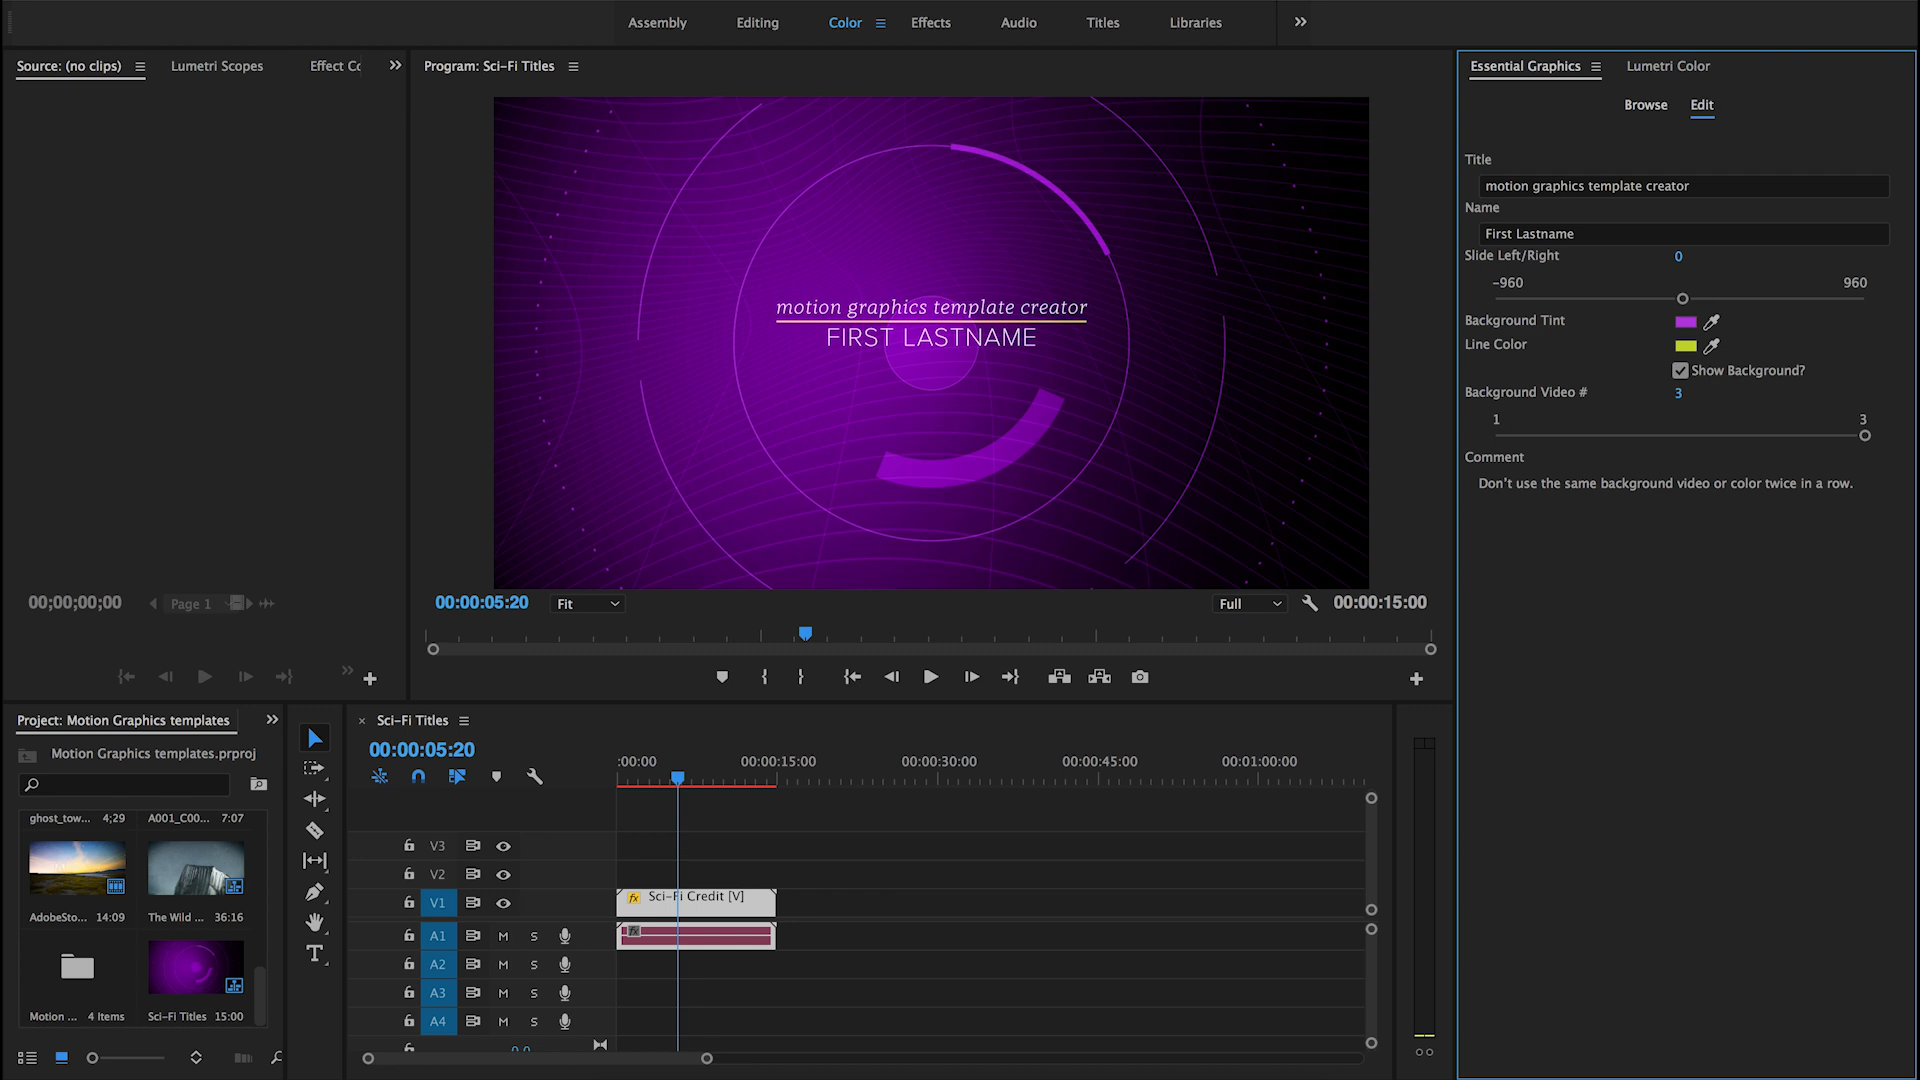 Assembly Editing Color Effects Audio Titles Libraries
Source: (no clips) Lumetri Scopes Effect Cc
Program: Sci-Fi Titles
Essential Graphics Lumetri Color
Browse Edit
Title
motion graphics template creator
Name
First Lastname
Slide Left/Right 0
-960 960
Background Tint
Line Color
Show Background?
Background Video # 3
1 3
Comment
Don't use the same background video or color twice in a row.
motion graphics template creator
FIRST LASTNAME
00;00;00;00 Page 1
00:00:05:20 Fit Full 00:00:15:00
Project: Motion Graphics templates
Motion Graphics templates.prproj
ghost_tow... 4;29 A001_C00... 7:07
AdobeSto... 14:09 The Wild ... 36:16
Motion ... 4 Items Sci-Fi Titles 15:00
T
Sci-Fi Titles
00:00:05:20
:00:00 00:00:15:00 00:00:30:00 00:00:45:00 00:01:00:00
V3
V2
V1 fx Sci-Fi Credit [V]
A1 M S fx
A2 M S
A3 M S
A4 M S